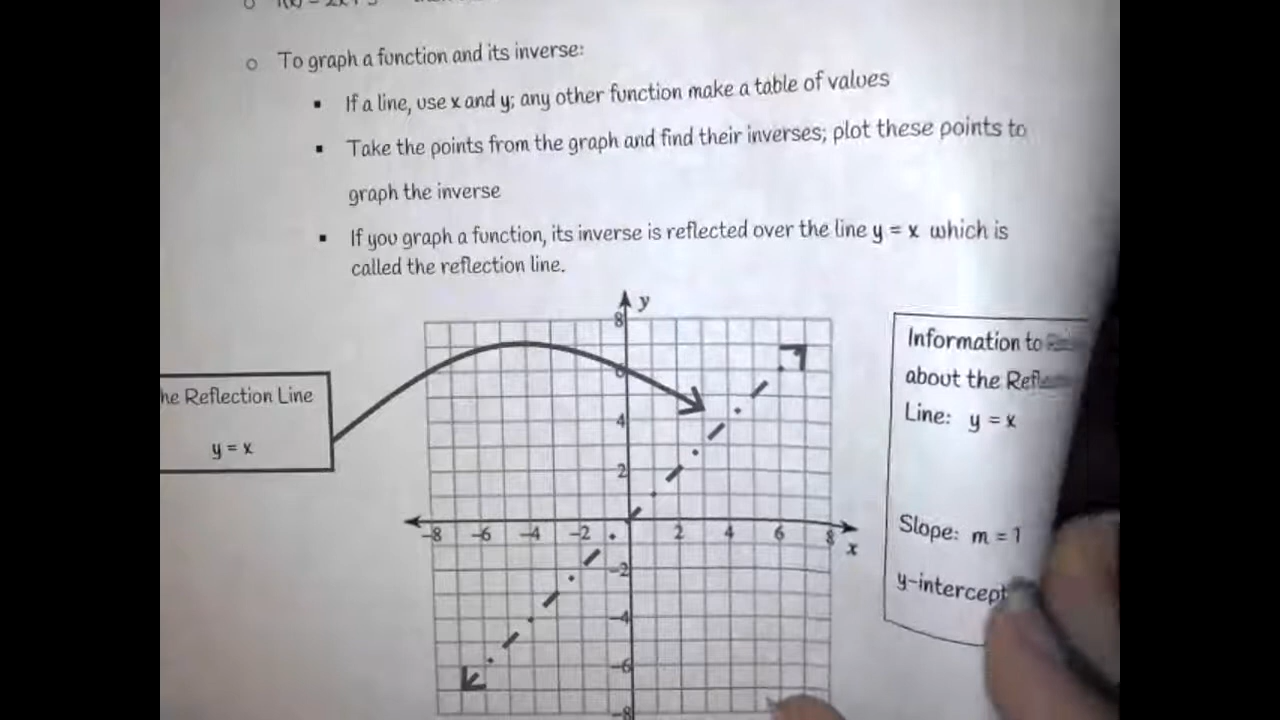 To graph a function and its inverse:
If a line, use x and y; any other function make a table of values
Take the points from the graph and find their inverses; plot these points to
graph the inverse
If you graph a function, its inverse is reflected over the line y = x which is
called the reflection line.
y
8
6
4
2
-8 -6 -4 -2 2 4 6 8
x
-2
-4
-6
-8
Reflection Line
y = x
Information to
about the
Line: y = x
Slope: m = 1
y-intercept